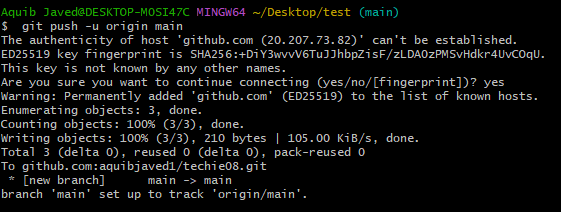 Aquib Javed@DESKTOP-MOSI47C MINGW64 ~/Desktop/test (main)
$ git push -u origin main
The authenticity of host 'github.com (20.207.73.82)' can't be established.
ED25519 key fingerprint is SHA256:+DiY3wvvV6TuJJhbpZisF/zLDA0zPMSvHdkr4UvCOqU.
This key is not known by any other names.
Are you sure you want to continue connecting (yes/no/[fingerprint])? yes
Warning: Permanently added 'github.com' (ED25519) to the list of known hosts.
Enumerating objects: 3, done.
Counting objects: 100% (3/3), done.
Writing objects: 100% (3/3), 210 bytes | 105.00 KiB/s, done.
Total 3 (delta 0), reused 0 (delta 0), pack-reused 0
To github.com:aquibjaved1/techie08.git
 * [new branch]      main -> main
branch 'main' set up to track 'origin/main'.